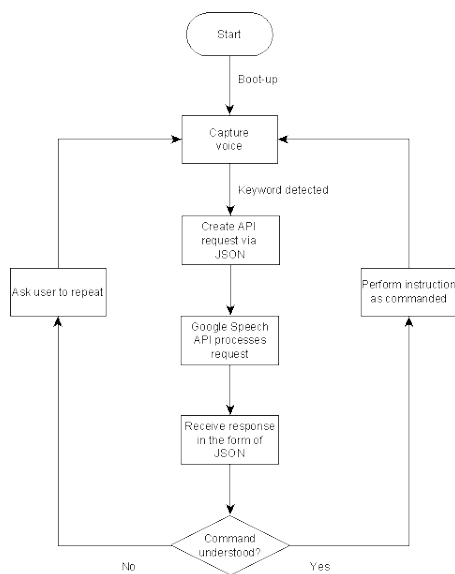 Start
Boot-up
Capture
voice
Keyword detected
Create API
request via
JSON
Ask user to repeat
Perform instruction
as commanded
Google Speech
API processes
request
Receive response
in the form of
JSON
Command
understood?
No
Yes